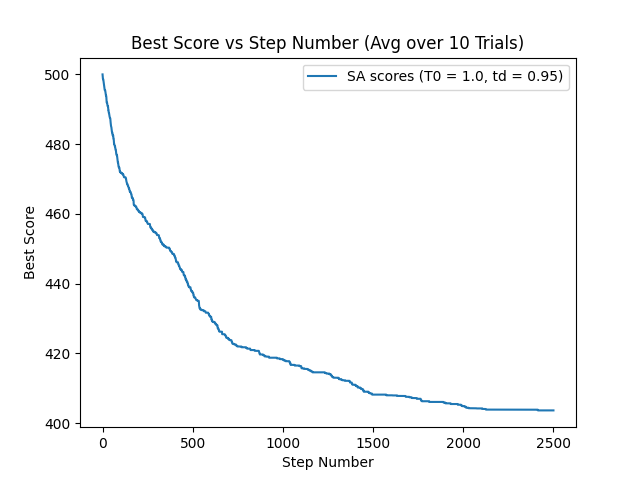 Best Score vs Step Number (Avg over 10 Trials)
SA scores (T0 = 1.0, td = 0.95)
500
480
460
440
420
400
Best Score
0 500 1000 1500 2000 2500
Step Number